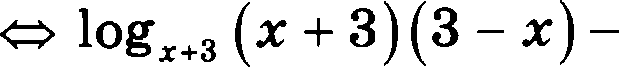 ⇔ log_{x+3} (x + 3)(3 − x) −